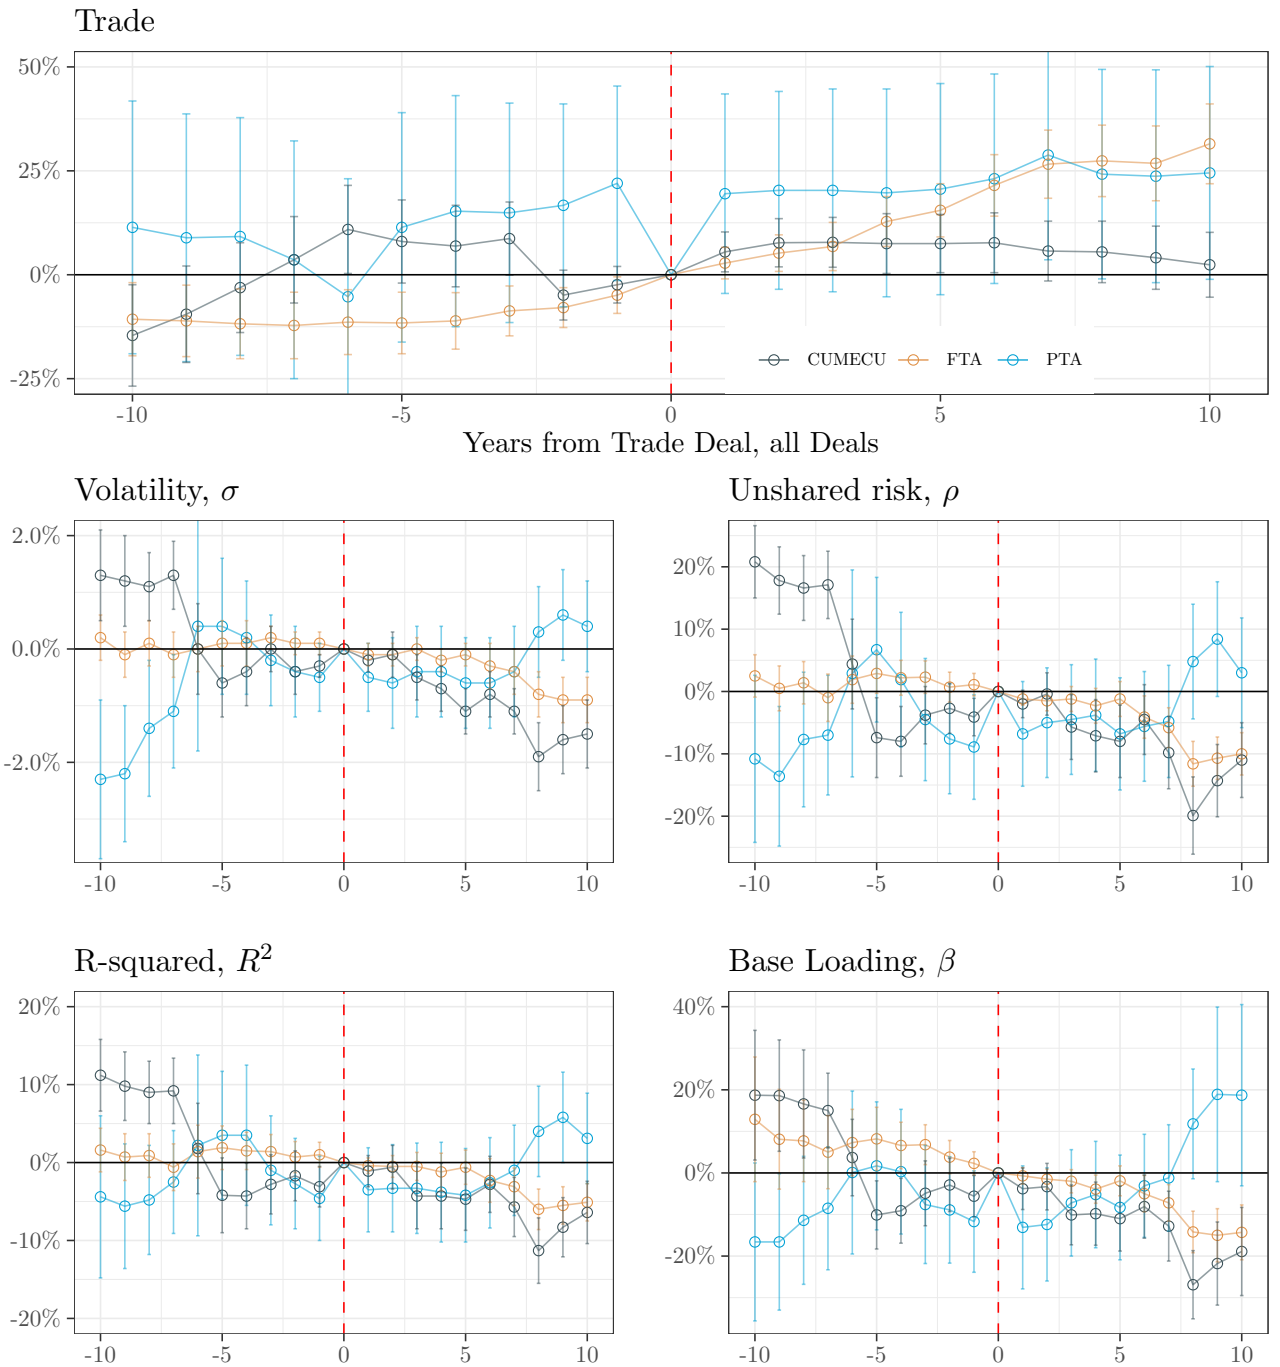 Trade
50%
25%
0%
-25%
-10 -5 0 5 10
CUMECU FTA PTA
Years from Trade Deal, all Deals
Volatility, σ
2.0%
0.0%
-2.0%
-10 -5 0 5 10
Unshared risk, ρ
20%
10%
0%
-10%
-20%
-10 -5 0 5 10
R-squared, R²
20%
10%
0%
-10%
-20%
-10 -5 0 5 10
Base Loading, β
40%
20%
0%
-20%
-10 -5 0 5 10